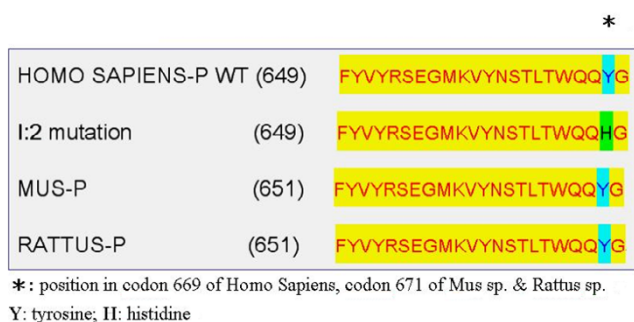 *
HOMO SAPIENS-P WT (649) FYVYRSEGMKVYNSTLTWQQYG
I:2 mutation (649) FYVYRSEGMKVYNSTLTWQQHG
MUS-P (651) FYVYRSEGMKVYNSTLTWQQYG
RATTUS-P (651) FYVYRSEGMKVYNSTLTWQQYG
*: position in codon 669 of Homo Sapiens, codon 671 of Mus sp. & Rattus sp.
Y: tyrosine; H: histidine